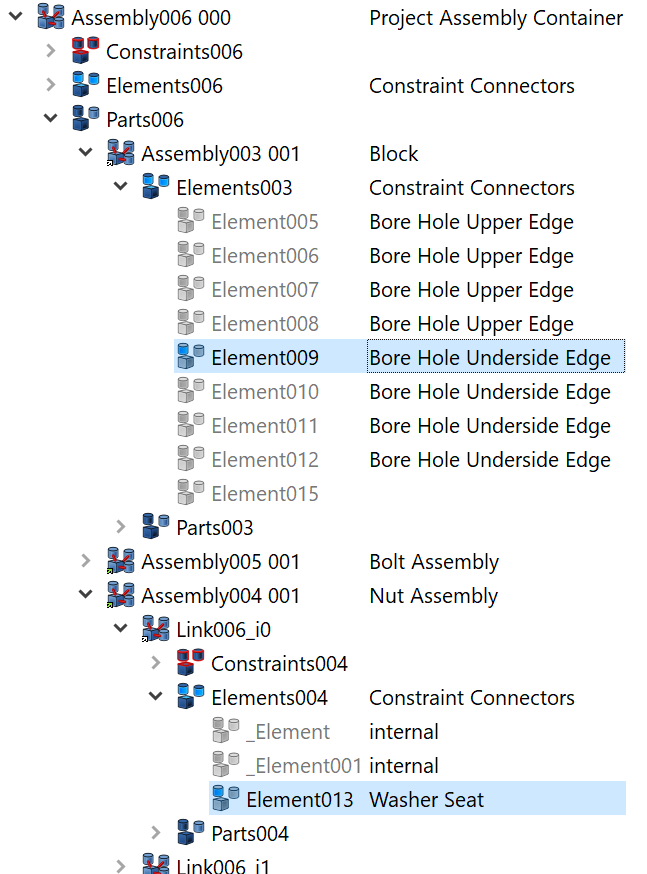 Assembly006 000 Project Assembly Container
Constraints006
Elements006 Constraint Connectors
Parts006
Assembly003 001 Block
Elements003 Constraint Connectors
Element005 Bore Hole Upper Edge
Element006 Bore Hole Upper Edge
Element007 Bore Hole Upper Edge
Element008 Bore Hole Upper Edge
Element009 Bore Hole Underside Edge
Element010 Bore Hole Underside Edge
Element011 Bore Hole Underside Edge
Element012 Bore Hole Underside Edge
Element015
Parts003
Assembly005 001 Bolt Assembly
Assembly004 001 Nut Assembly
Link006_i0
Constraints004
Elements004 Constraint Connectors
_Element internal
_Element001 internal
Element013 Washer Seat
Parts004
Link006_i1